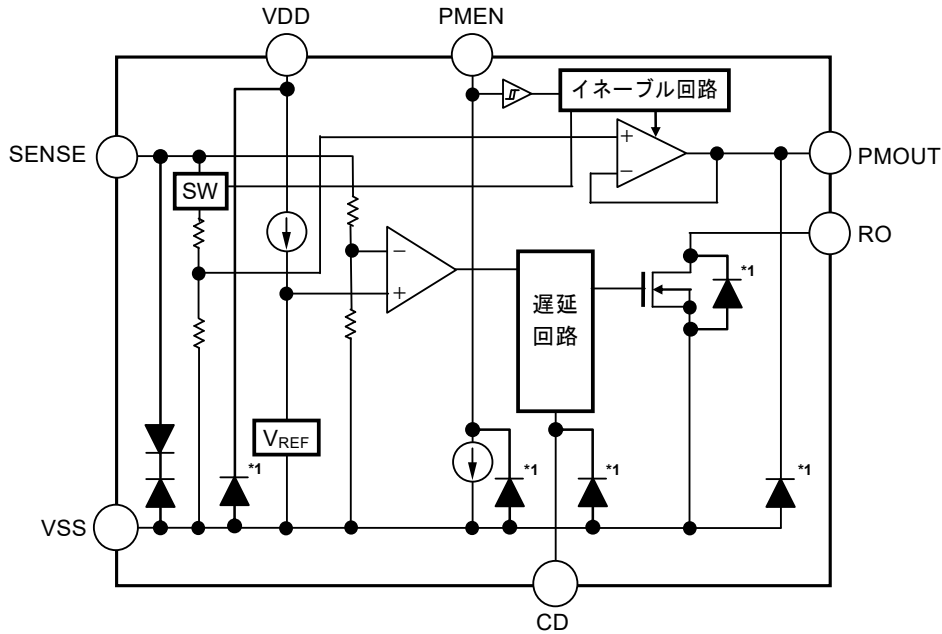 VDD
PMEN
イネーブル回路
SENSE
+
−
PMOUT
SW
RO
−
+
*1
遅延
回路
VREF
*1
*1
*1
*1
VSS
CD